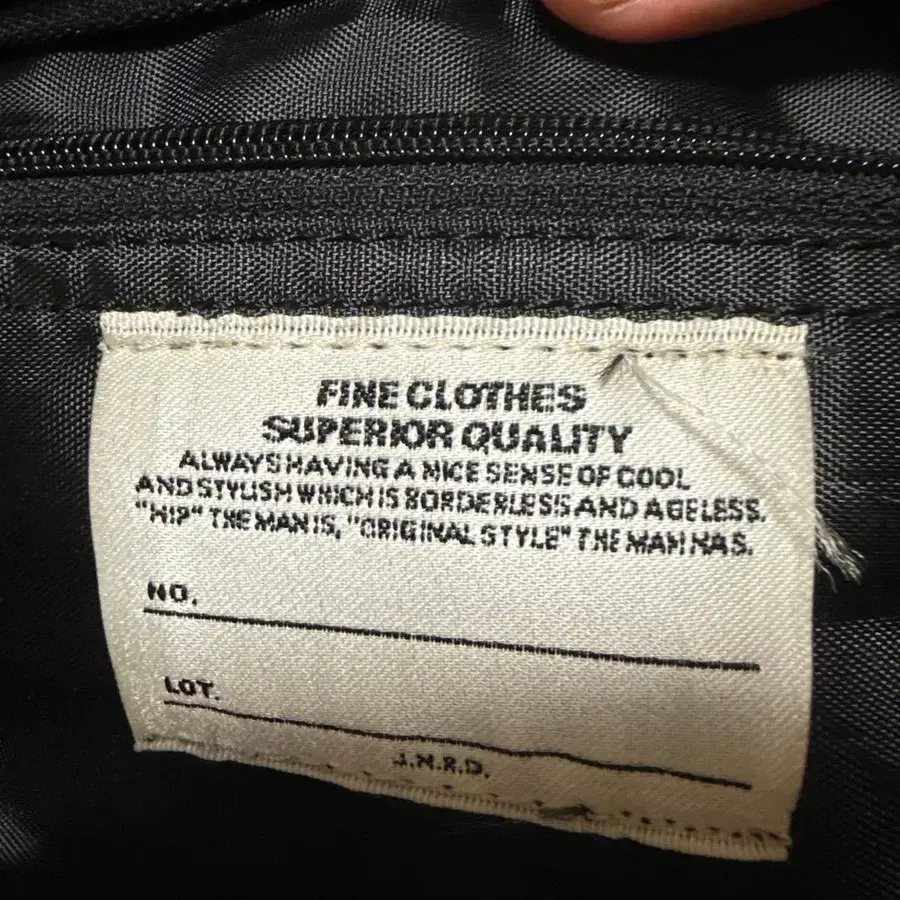 FINE CLOTHES
SUPERIOR QUALITY
ALWAYS HAVING A NICE SENSE OF COOL
AND STYLISH WHICH IS BORDERLESS AND AGELESS.
"HIP" THE MAN IS, "ORIGINAL STYLE" THE MAN HAS.
NO.
LOT.
J.N.R.D.